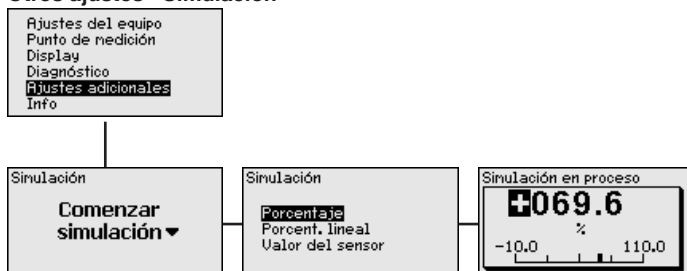 Otros ajustes - Simulación
Ajustes del equipo
Punto de medición
Display
Diagnóstico
Ajustes adicionales
Info
Simulación
Comenzar
simulación
Simulación
Porcentaje
Porcent. lineal
Valor del sensor
Simulación en proceso
+069.6
%
-10.0 110.0